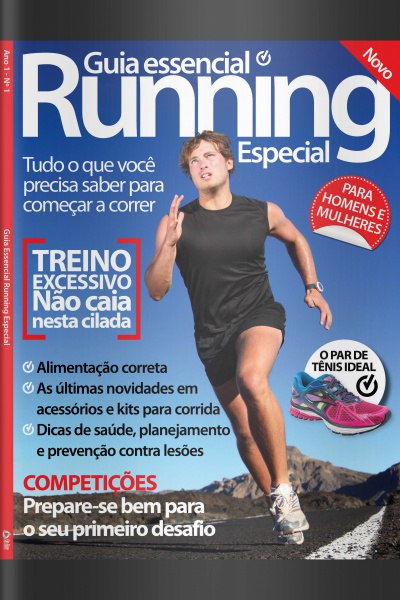 Ano 1 - Nº 1
Guia Essencial Running Especial
Novo
Guia essencial
Running
Especial
Tudo o que você
precisa saber para
começar a correr
PARA
HOMENS E
MULHERES
TREINO
EXCESSIVO
Não caia
nesta cilada
O PAR DE
TÊNIS IDEAL
Alimentação correta
As últimas novidades em
acessórios e kits para corrida
Dicas de saúde, planejamento
e prevenção contra lesões
COMPETIÇÕES
Prepare-se bem para
o seu primeiro desafio